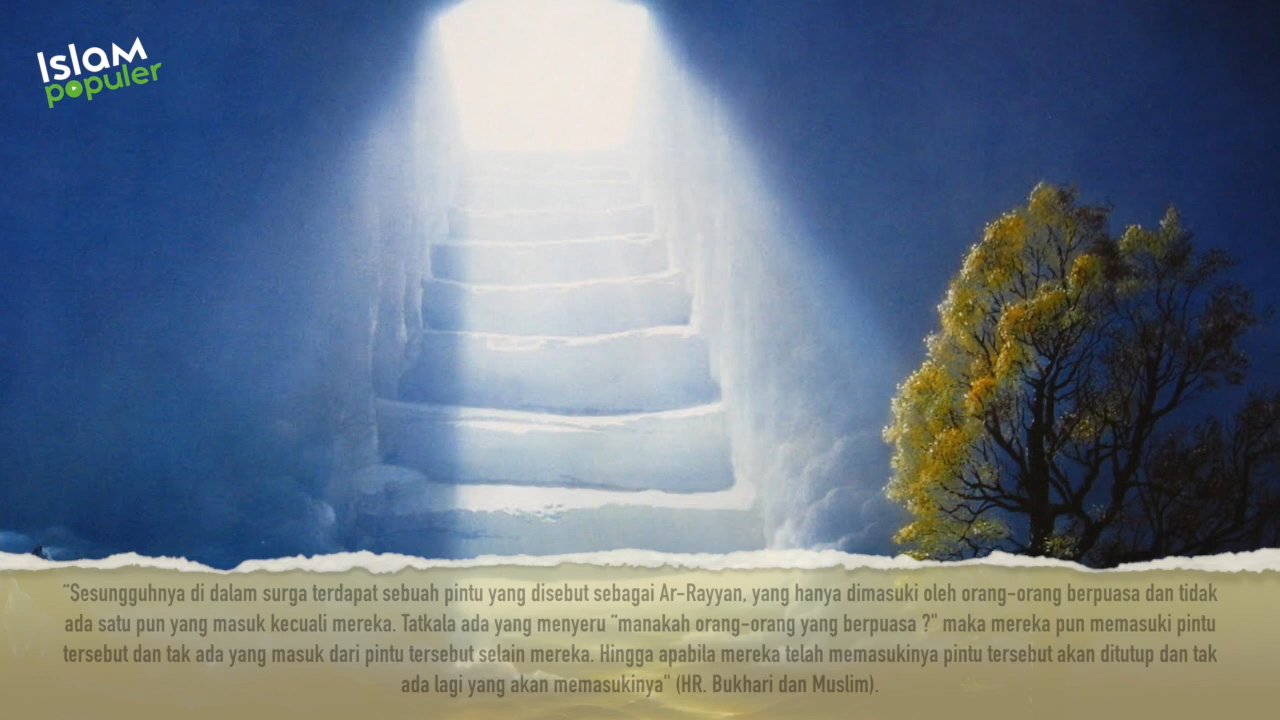 Islam
populer
"Sesungguhnya di dalam surga terdapat sebuah pintu yang disebut sebagai Ar-Rayyan, yang hanya dimasuki oleh orang-orang berpuasa dan tidak
ada satu pun yang masuk kecuali mereka. Tatkala ada yang menyeru "manakah orang-orang yang berpuasa ?" maka mereka pun memasuki pintu
tersebut dan tak ada yang masuk dari pintu tersebut selain mereka. Hingga apabila mereka telah memasukinya pintu tersebut akan ditutup dan tak
ada lagi yang akan memasukinya" (HR. Bukhari dan Muslim).